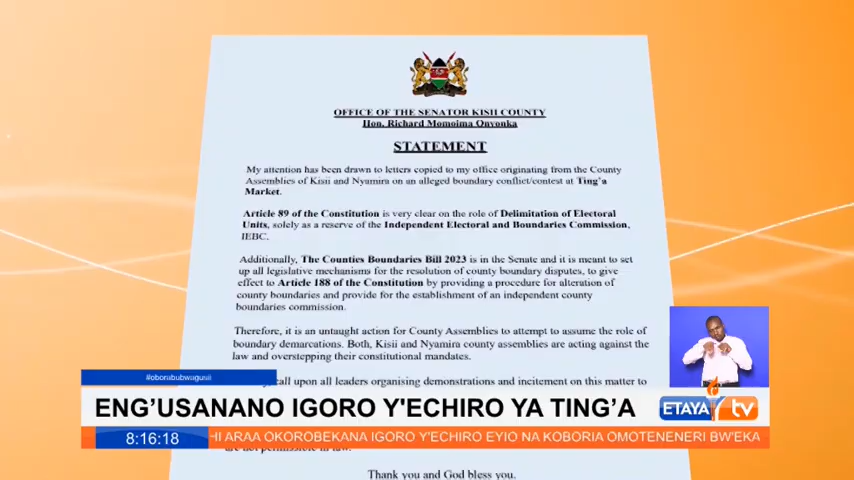 OFFICE OF THE SENATOR KISII COUNTY
Hon. Richard Momoima Onyonka
STATEMENT
My attention has been drawn to letters copied to my office originating from the County
Assemblies of Kisii and Nyamira on an alleged boundary conflict/contest at Ting'a
Market.
Article 89 of the Constitution is very clear on the role of Delimitation of Electoral
Units, solely as a reserve of the Independent Electoral and Boundaries Commission,
IEBC.
Additionally, The Counties Boundaries Bill 2023 is in the Senate and it is meant to set
up all legislative mechanisms for the resolution of county boundary disputes, to give
effect to Article 188 of the Constitution by providing a procedure for alteration of
county boundaries and provide for the establishment of an independent county
boundaries commission.
Therefore, it is an untaught action for County Assemblies to attempt to assume the role of
boundary demarcations. Both, Kisii and Nyamira county assemblies are acting against the
law and overstepping their constitutional mandates.
call upon all leaders organising demonstrations and incitement on this matter to
ENG'USANANO IGORO Y'ECHIRO YA TING'A
ETAYA tv
8:16:18
HI ARAA OKOROBEKANA IGORO Y'ECHIRO EYIO NA KOBORIA OMOTENENERI BW'EKA
Thank you and God bless you.